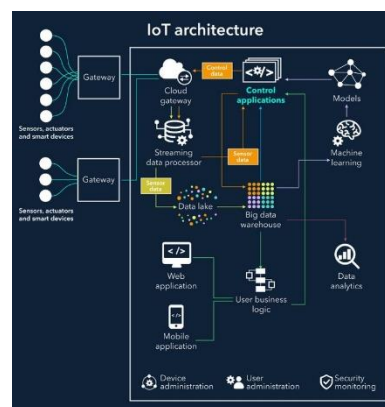 IoT architecture
Gateway
Sensors, actuators
and smart devices
Gateway
Sensors, actuators
and smart devices
Cloud
gateway
Control
data
</>
Control
applications
Models
Streaming
data processor
Sensor
data
Machine
learning
Sensor
data
Data lake
Big data
warehouse
</>
Web
application
User business
logic
Data
analytics
</>
Mobile
application
Device
administration
User
administration
Security
monitoring